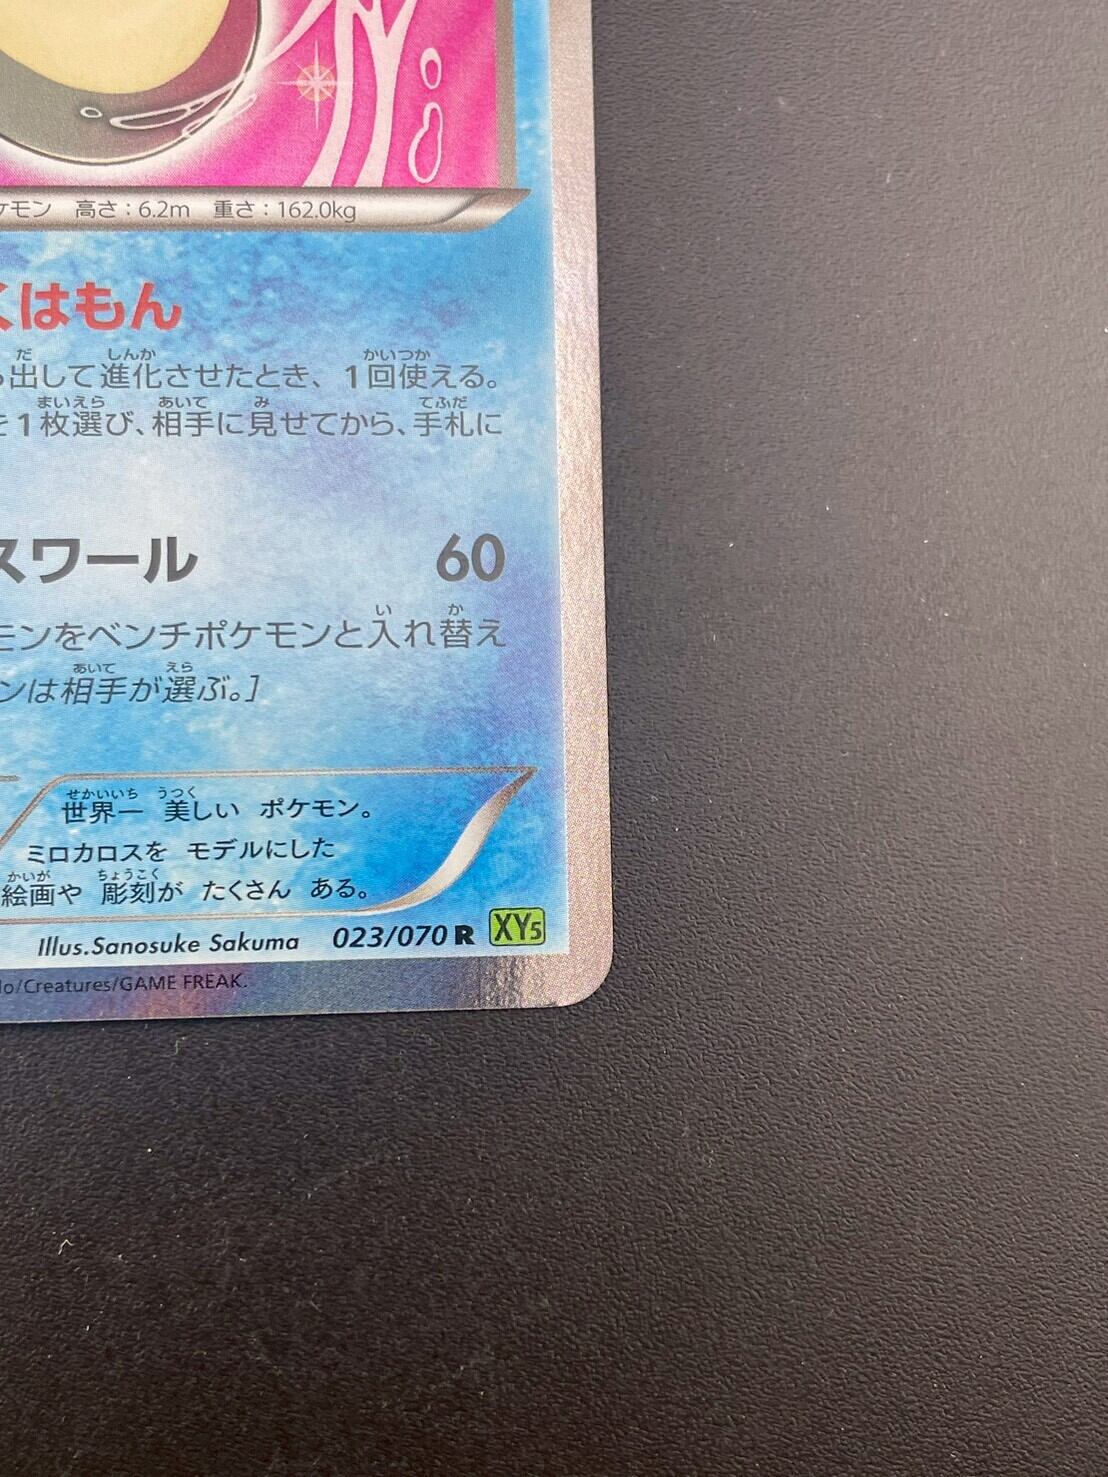 ケモン 高さ：6.2m 重さ：162.0kg
くはもん
ら出して進化させたとき、1回使える。
を1枚選び、相手に見せてから、手札に
スワール 60
モンをベンチポケモンと入れ替え
ンは相手が選ぶ。］
世界一 美しい ポケモン。
ミロカロスを モデルにした
絵画や 彫刻が たくさん ある。
Illus.Sanosuke Sakuma 023/070 R XY5
do/Creatures/GAME FREAK.